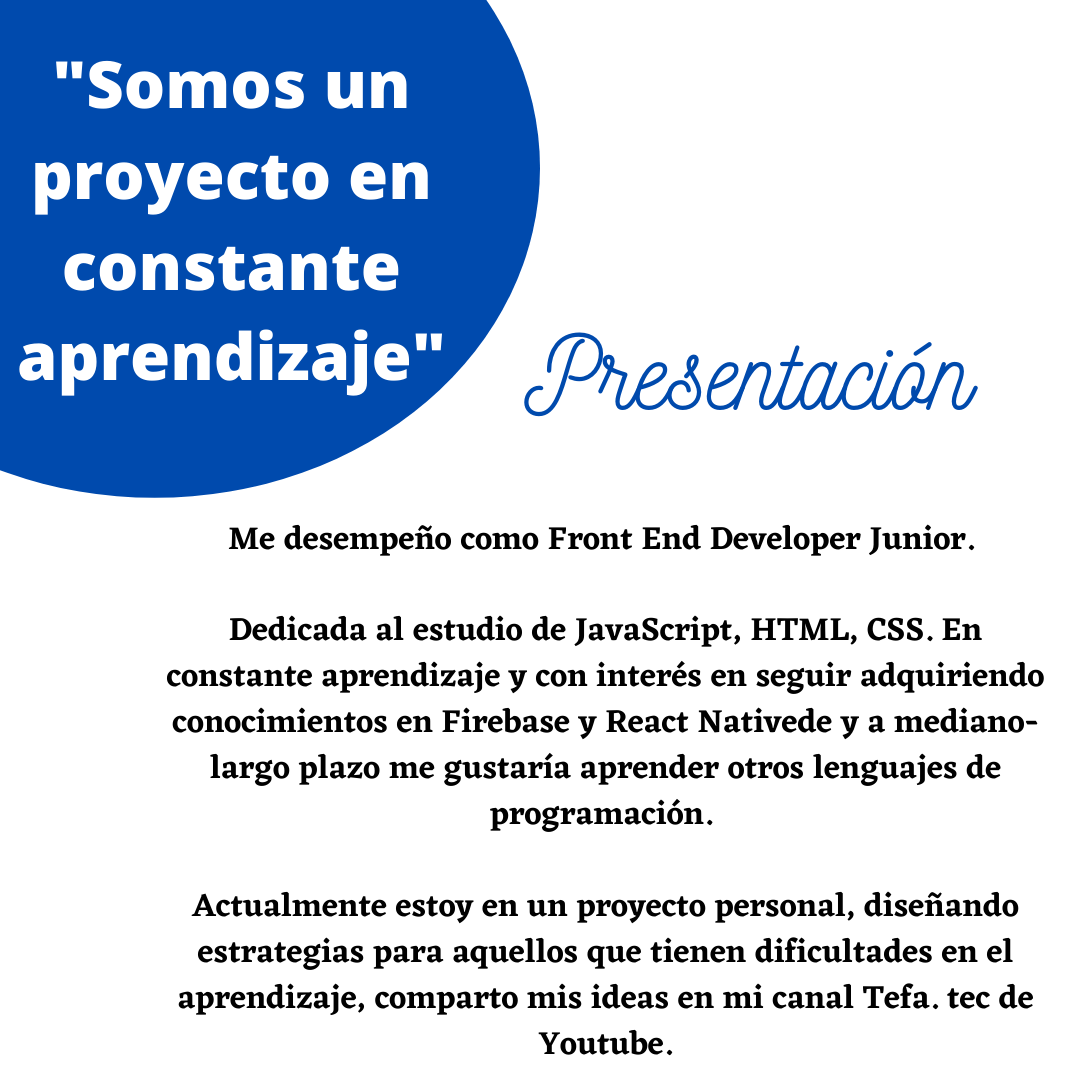 "Somos un
proyecto en
constante
aprendizaje"
Presentación
Me desempeño como Front End Developer Junior.
Dedicada al estudio de JavaScript, HTML, CSS. En
constante aprendizaje y con interés en seguir adquiriendo
conocimientos en Firebase y React Nativede y a mediano-
largo plazo me gustaría aprender otros lenguajes de
programación.
Actualmente estoy en un proyecto personal, diseñando
estrategias para aquellos que tienen dificultades en el
aprendizaje, comparto mis ideas en mi canal Tefa. tec de
Youtube.